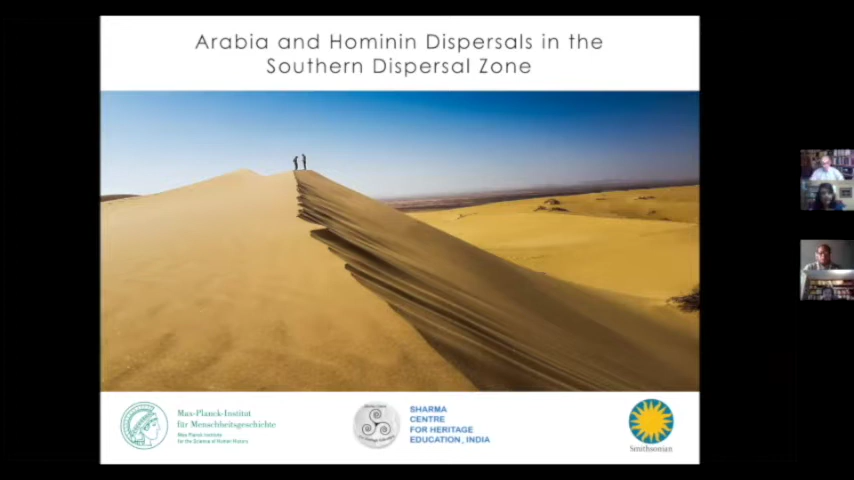 Arabia and Hominin Dispersals in the
Southern Dispersal Zone
Max-Planck-Institut
für Menschheitsgeschichte
Max Planck Institute
for the Science of Human History
SHARMA
CENTRE
FOR HERITAGE
EDUCATION, INDIA
Smithsonian